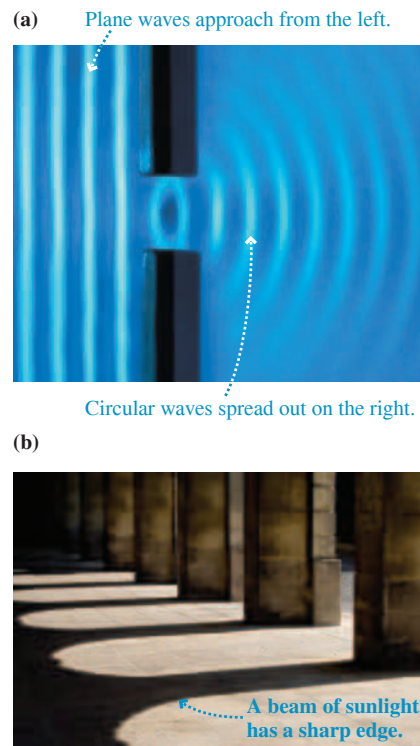 (a)
Plane waves approach from the left.
Circular waves spread out on the right.
(b)
A beam of sunlight
has a sharp edge.